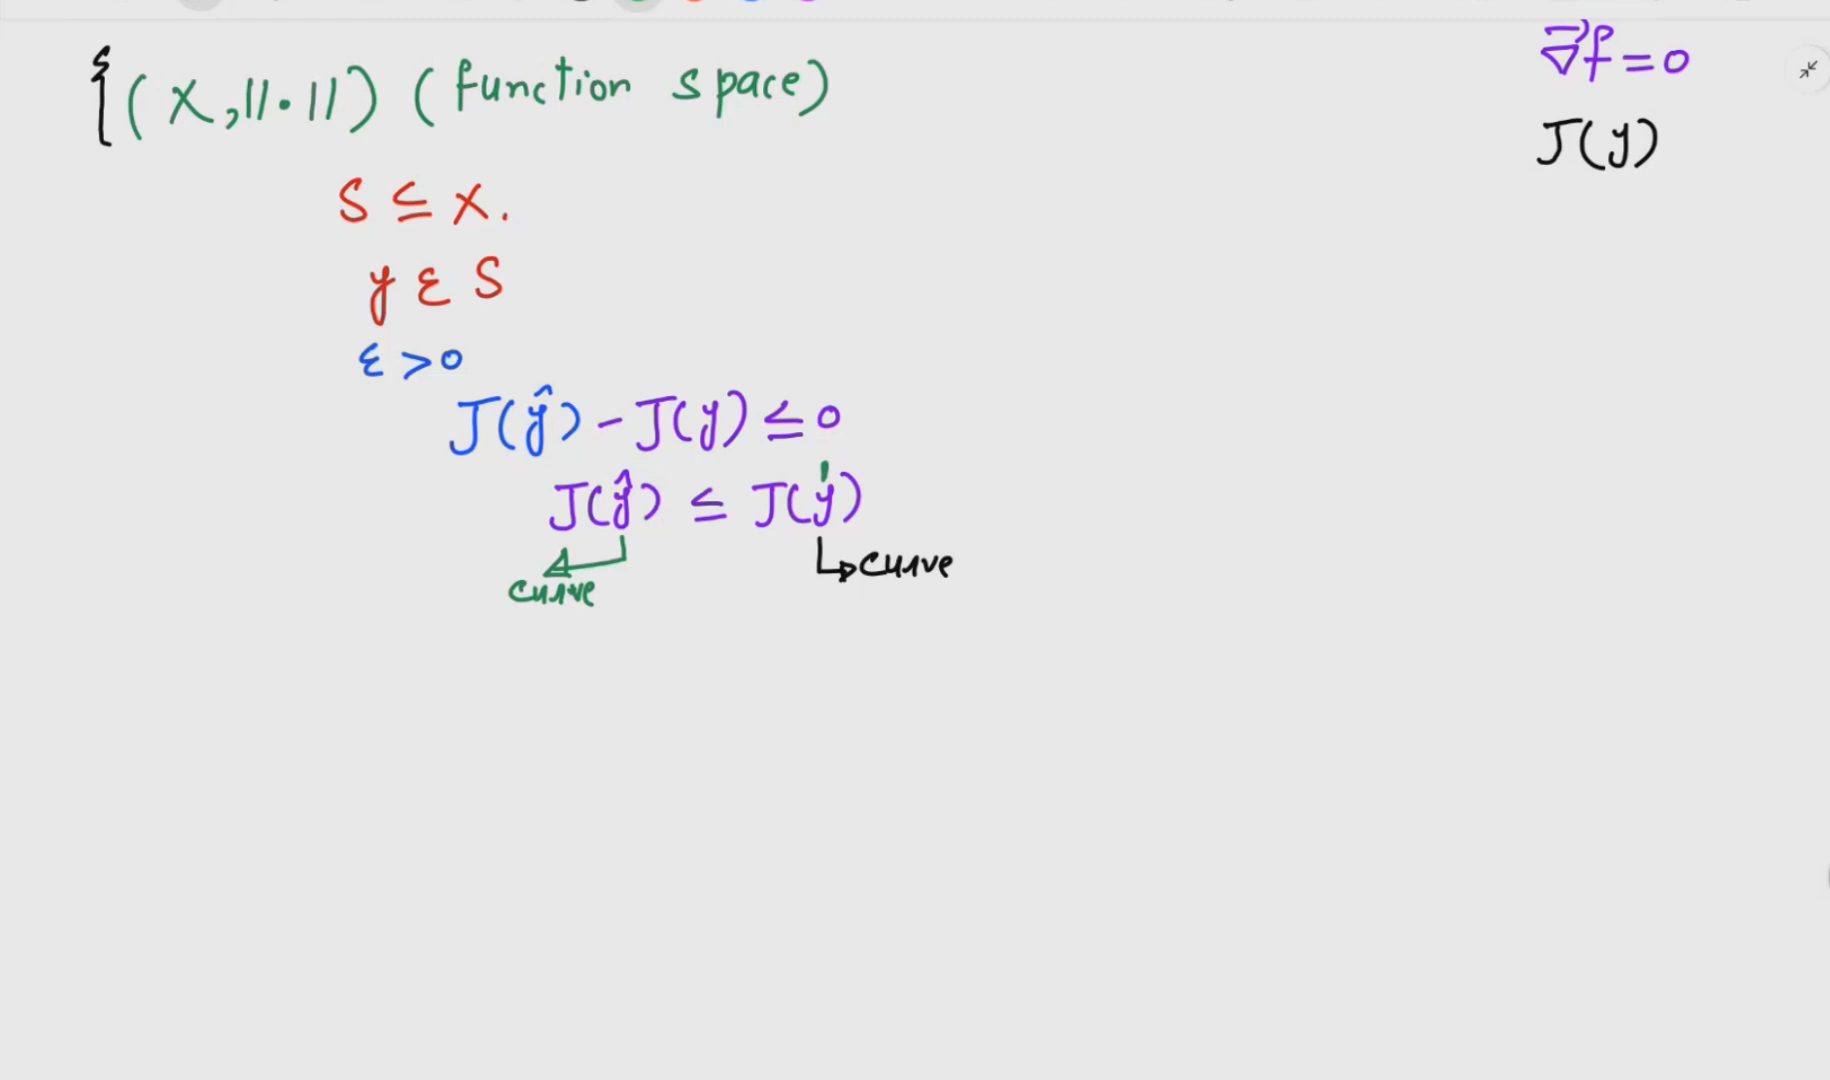 {(X, ||·||) (function space)
S ⊆ X.
y ε S
ε > 0
J(ŷ) - J(y) ≤ 0
J(ŷ) ≤ J(y)
curve
curve
∇⃗f = 0
J(y)